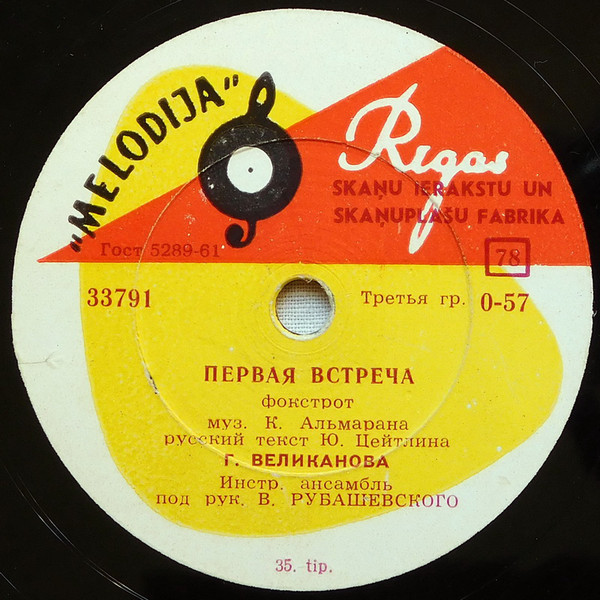 „MELODIJA"
Rīgas
SKAŅU IERAKSTU UN
SKAŅUPLAŠU FABRIKA
Гост 5289-61
78
33791
Третья гр. 0-57
ПЕРВАЯ ВСТРЕЧА
фокстрот
муз. К. Альмарана
русский текст Ю. Цейтлина
Г. ВЕЛИКАНОВА
Инстр. ансамбль
под рук. В. РУБАШЕВСКОГО
35. tip.